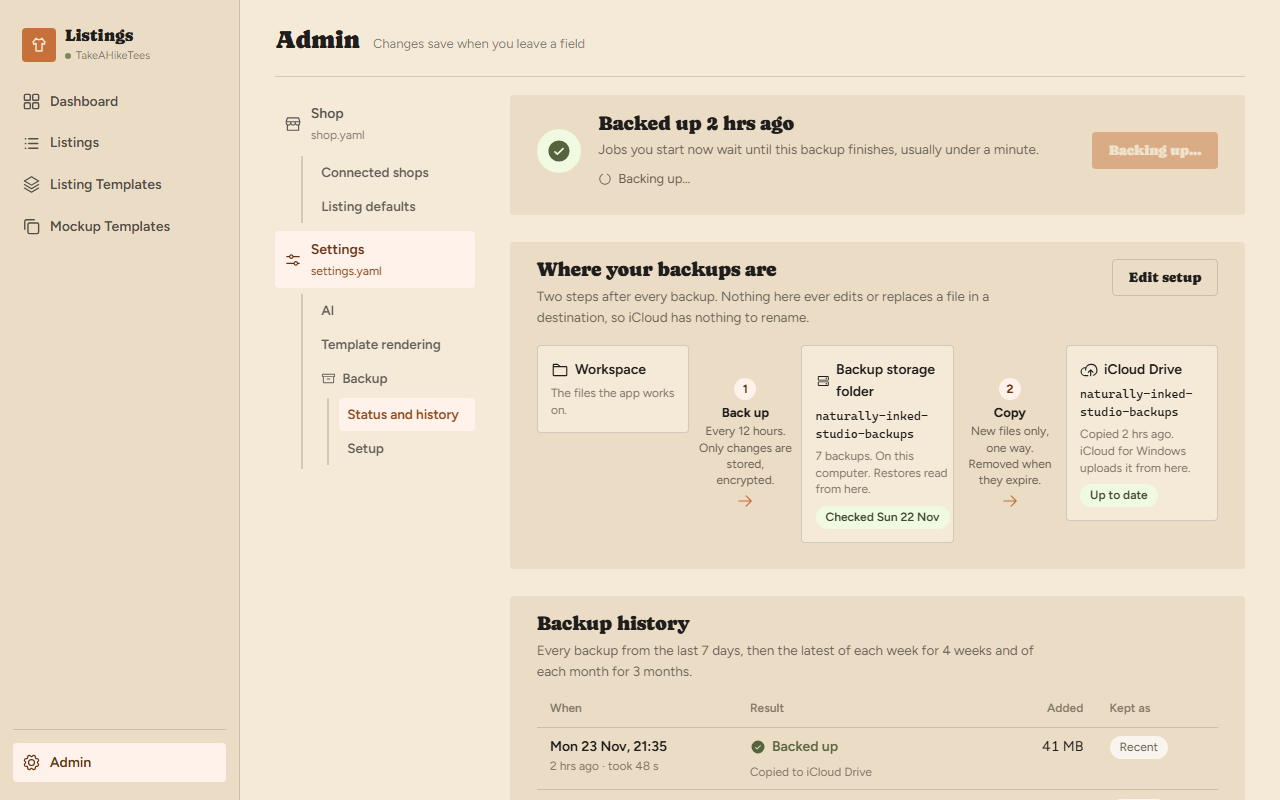 Listings
TakeAHikeTees
Dashboard
Listings
Listing Templates
Mockup Templates
Admin
Admin
Changes save when you leave a field
Shop
shop.yaml
Connected shops
Listing defaults
Settings
settings.yaml
AI
Template rendering
Backup
Status and history
Setup
Backed up 2 hrs ago
Jobs you start now wait until this backup finishes, usually under a minute.
Backing up…
Backing up…
Where your backups are
Two steps after every backup. Nothing here ever edits or replaces a file in a
destination, so iCloud has nothing to rename.
Edit setup
Workspace
The files the app works
on.
1
Back up
Every 12 hours.
Only changes are
stored,
encrypted.
Backup storage
folder
naturally-inked-
studio-backups
7 backups. On this
computer. Restores read
from here.
Checked Sun 22 Nov
2
Copy
New files only,
one way.
Removed when
they expire.
iCloud Drive
naturally-inked-
studio-backups
Copied 2 hrs ago.
iCloud for Windows
uploads it from here.
Up to date
Backup history
Every backup from the last 7 days, then the latest of each week for 4 weeks and of
each month for 3 months.
When Result Added Kept as
Mon 23 Nov, 21:35 Backed up 41 MB Recent
2 hrs ago · took 48 s Copied to iCloud Drive